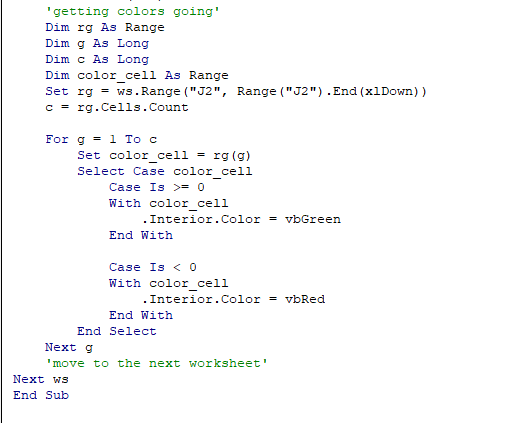 'getting colors going'
Dim rg As Range
Dim g As Long
Dim c As Long
Dim color_cell As Range
Set rg = ws.Range("J2", Range("J2").End(xlDown))
c = rg.Cells.Count
For g = 1 To c
Set color_cell = rg(g)
Select Case color_cell
Case Is >= 0
With color_cell
.Interior.Color = vbGreen
End With
Case Is < 0
With color_cell
.Interior.Color = vbRed
End With
End Select
Next g
'move to the next worksheet'
Next ws
End Sub